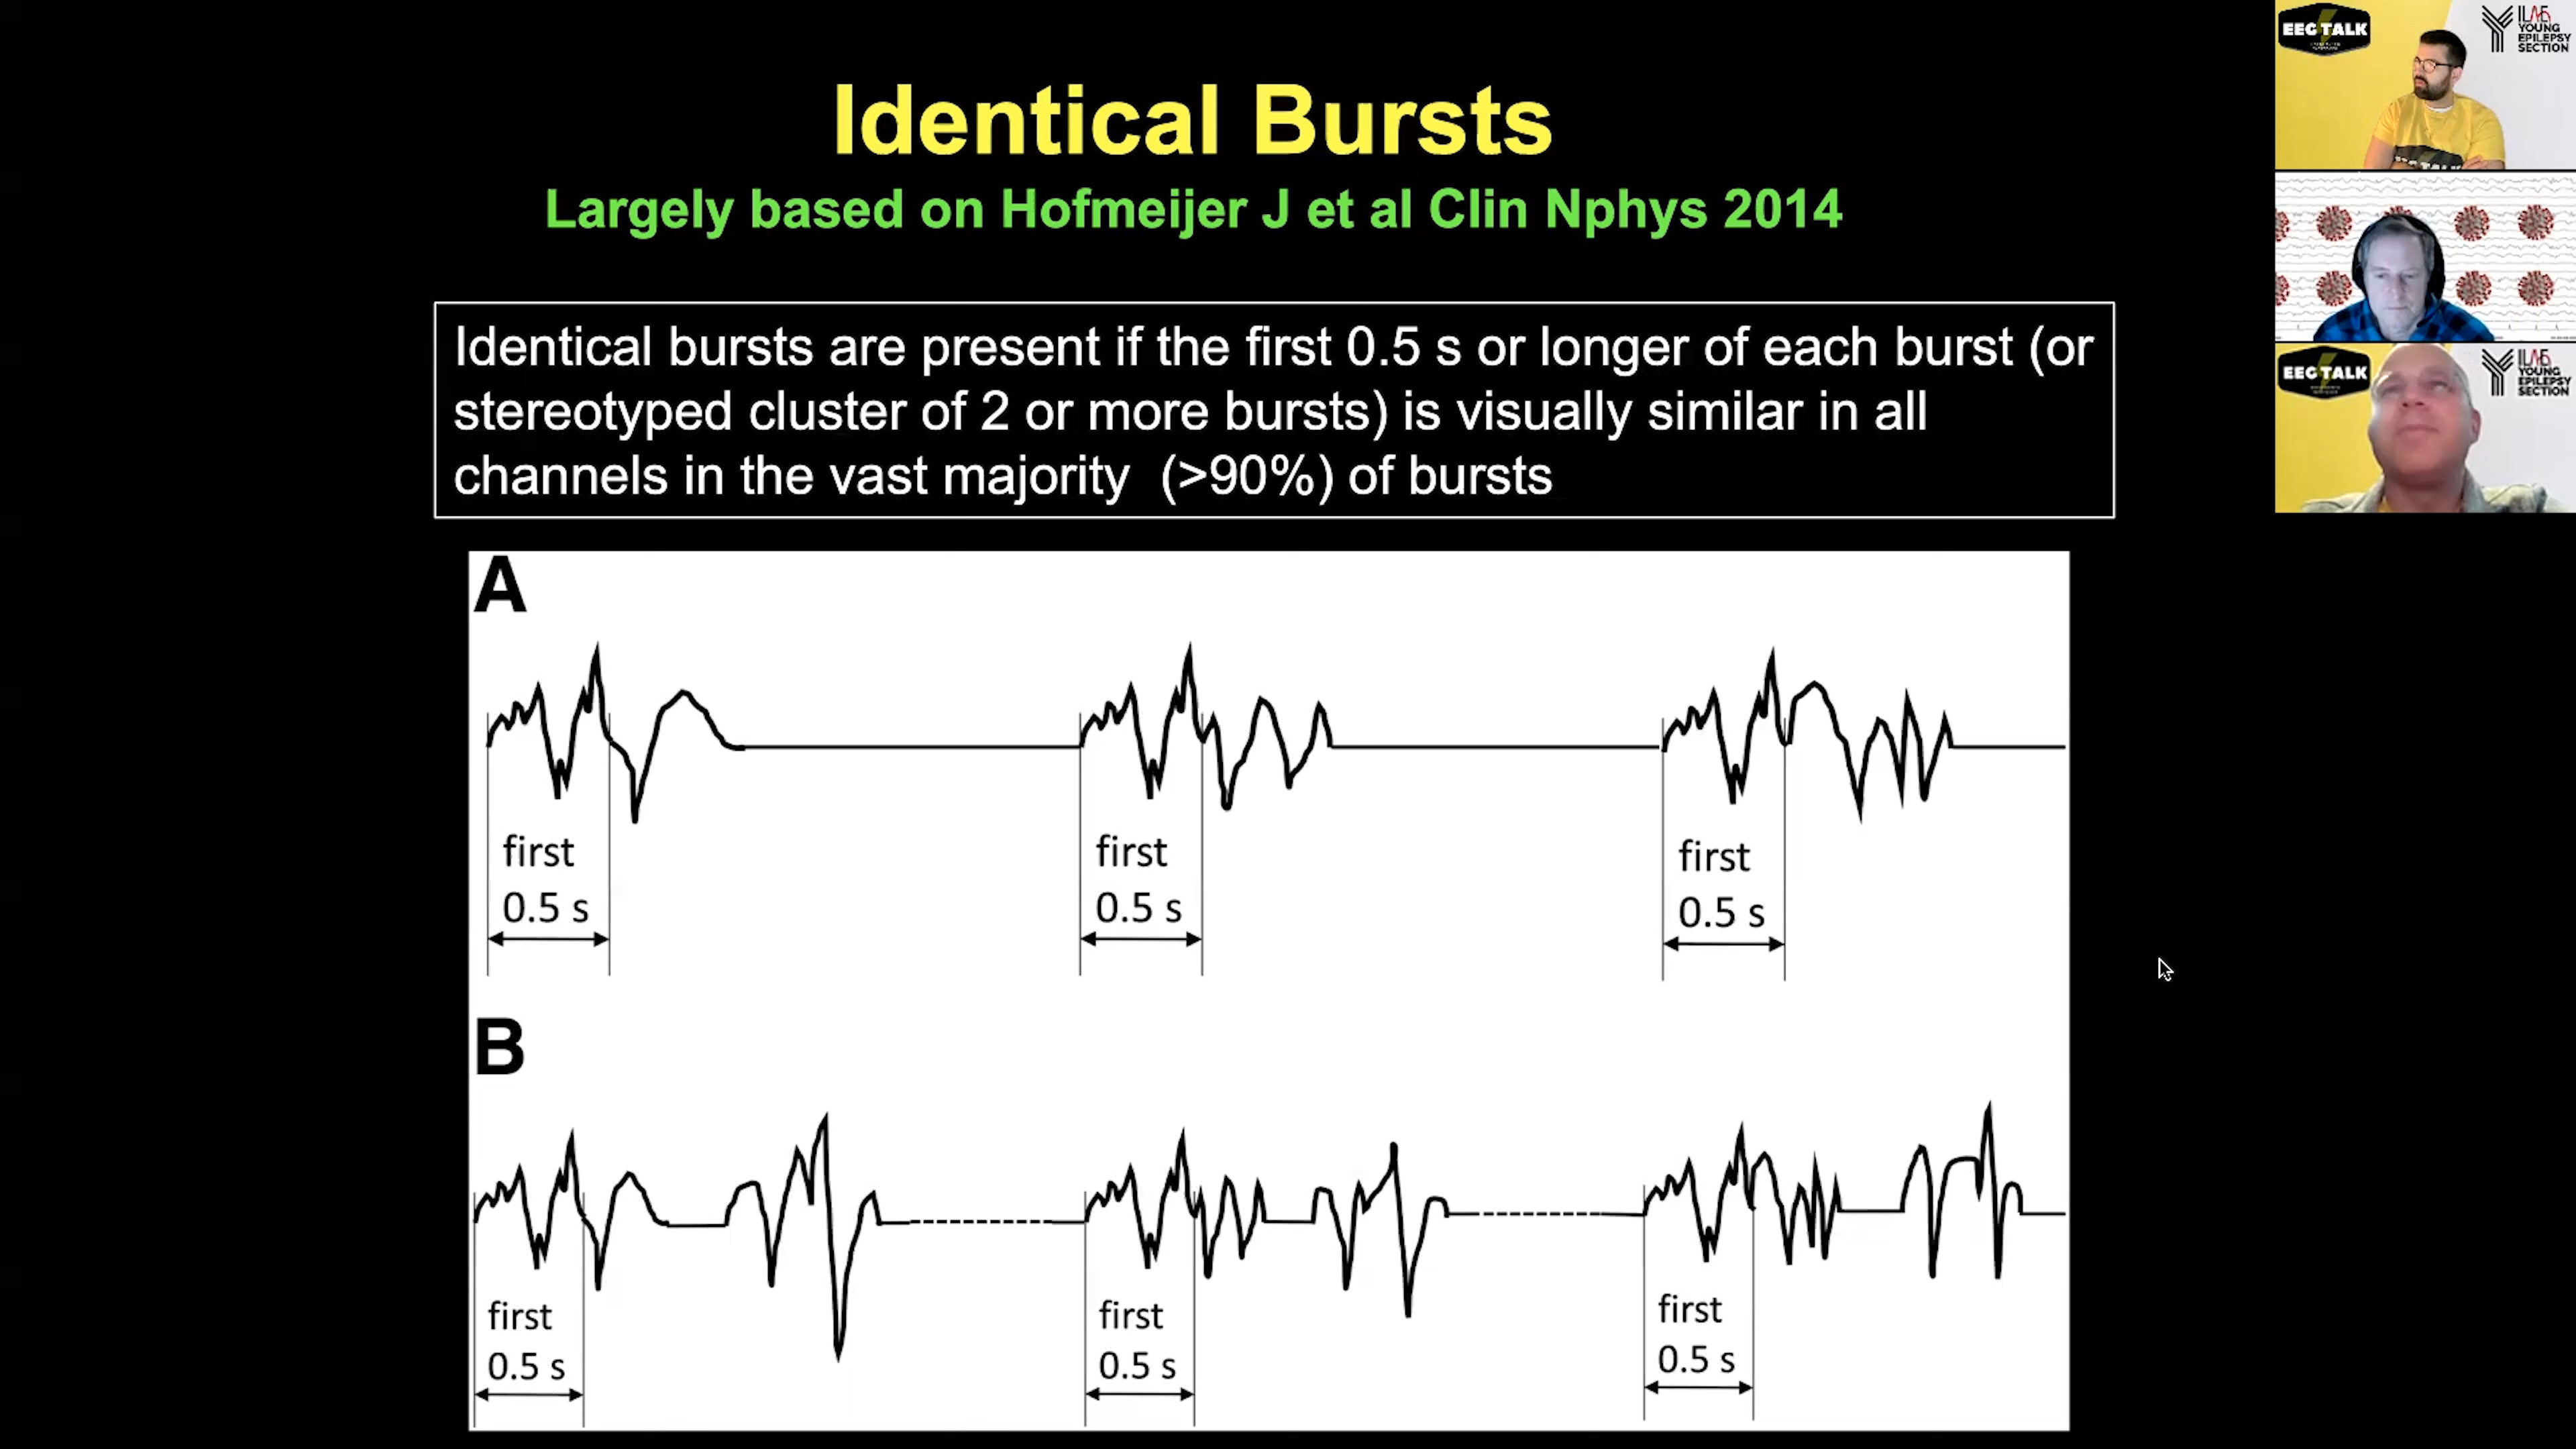 Identical Bursts
Largely based on Hofmeijer J et al Clin Nphys 2014
Identical bursts are present if the first 0.5 s or longer of each burst (or
stereotyped cluster of 2 or more bursts) is visually similar in all
channels in the vast majority (>90%) of bursts
A
first
0.5 s
first
0.5 s
first
0.5 s
B
first
0.5 s
first
0.5 s
first
0.5 s
EEG TALK
ILAE
YOUNG
EPILEPSY
SECTION
EEG TALK
ILAE
YOUNG
EPILEPSY
SECTION